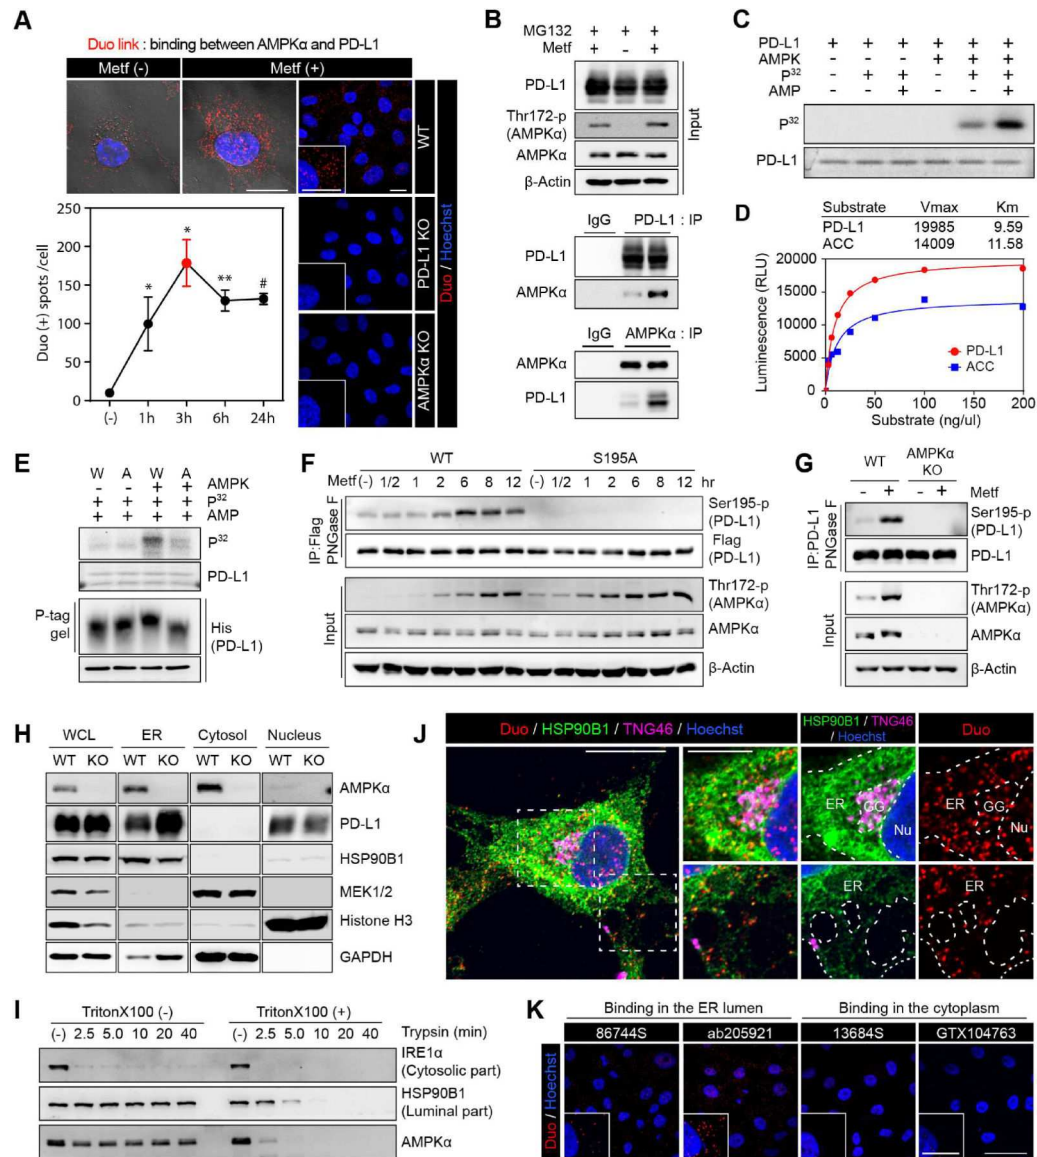 A
Duo link : binding between AMPKα and PD-L1
Metf (-) Metf (+)
WT
PD-L1 KO
AMPKα KO
Duo / Hoechst
Duo (+) spots /cell
250
200
150
100
50
0
* * ** #
(-) 1h 3h 6h 24h
B
MG132 + + +
Metf + - +
PD-L1
Thr172-p
(AMPKα)
AMPKα
β-Actin
Input
IgG PD-L1 : IP
PD-L1
AMPKα
IgG AMPKα : IP
AMPKα
PD-L1
C
PD-L1 + + + + + +
AMPK - - - + + +
P32 - + + - + +
AMP - - + - - +
P32
PD-L1
D
Substrate Vmax Km
PD-L1 19985 9.59
ACC 14009 11.58
Luminescence (RLU)
20000
15000
10000
5000
0
PD-L1
ACC
0 50 100 150 200
Substrate (ng/ul)
E
W A W A
- - + + AMPK
+ + + + P32
+ + + + AMP
P32
PD-L1
P-tag
gel
His
(PD-L1)
F
WT S195A
Metf (-) 1/2 1 2 6 8 12 (-) 1/2 1 2 6 8 12 hr
IP:Flag
PNGase F
Ser195-p
(PD-L1)
Flag
(PD-L1)
Input
Thr172-p
(AMPKα)
AMPKα
β-Actin
G
WT AMPKα
KO
- + - + Metf
IP:PD-L1
PNGase F
Ser195-p
(PD-L1)
PD-L1
Input
Thr172-p
(AMPKα)
AMPKα
β-Actin
H
WCL ER Cytosol Nucleus
WT KO WT KO WT KO WT KO
AMPKα
PD-L1
HSP90B1
MEK1/2
Histone H3
GAPDH
I
TritonX100 (-) TritonX100 (+)
(-) 2.5 5.0 10 20 40 (-) 2.5 5.0 10 20 40 Trypsin (min)
IRE1α
(Cytosolic part)
HSP90B1
(Luminal part)
AMPKα
J
Duo / HSP90B1 / TNG46 / Hoechst
HSP90B1 / TNG46
/ Hoechst
Duo
ER GG Nu
ER GG Nu
ER
ER
K
Binding in the ER lumen Binding in the cytoplasm
86744S ab205921 13684S GTX104763
Duo / Hoechst